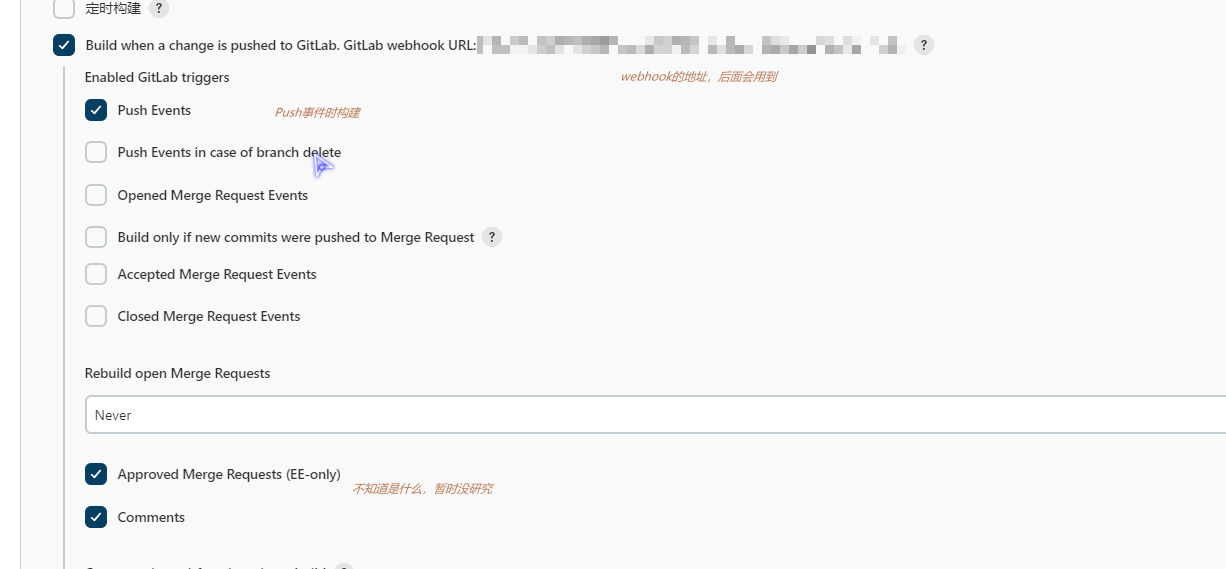 定时构建 ?
Build when a change is pushed to GitLab. GitLab webhook URL: ?
Enabled GitLab triggers
webhook的地址，后面会用到
Push Events
Push事件时构建
Push Events in case of branch delete
Opened Merge Request Events
Build only if new commits were pushed to Merge Request ?
Accepted Merge Request Events
Closed Merge Request Events
Rebuild open Merge Requests
Never
Approved Merge Requests (EE-only)
不知道是什么，暂时没研究
Comments